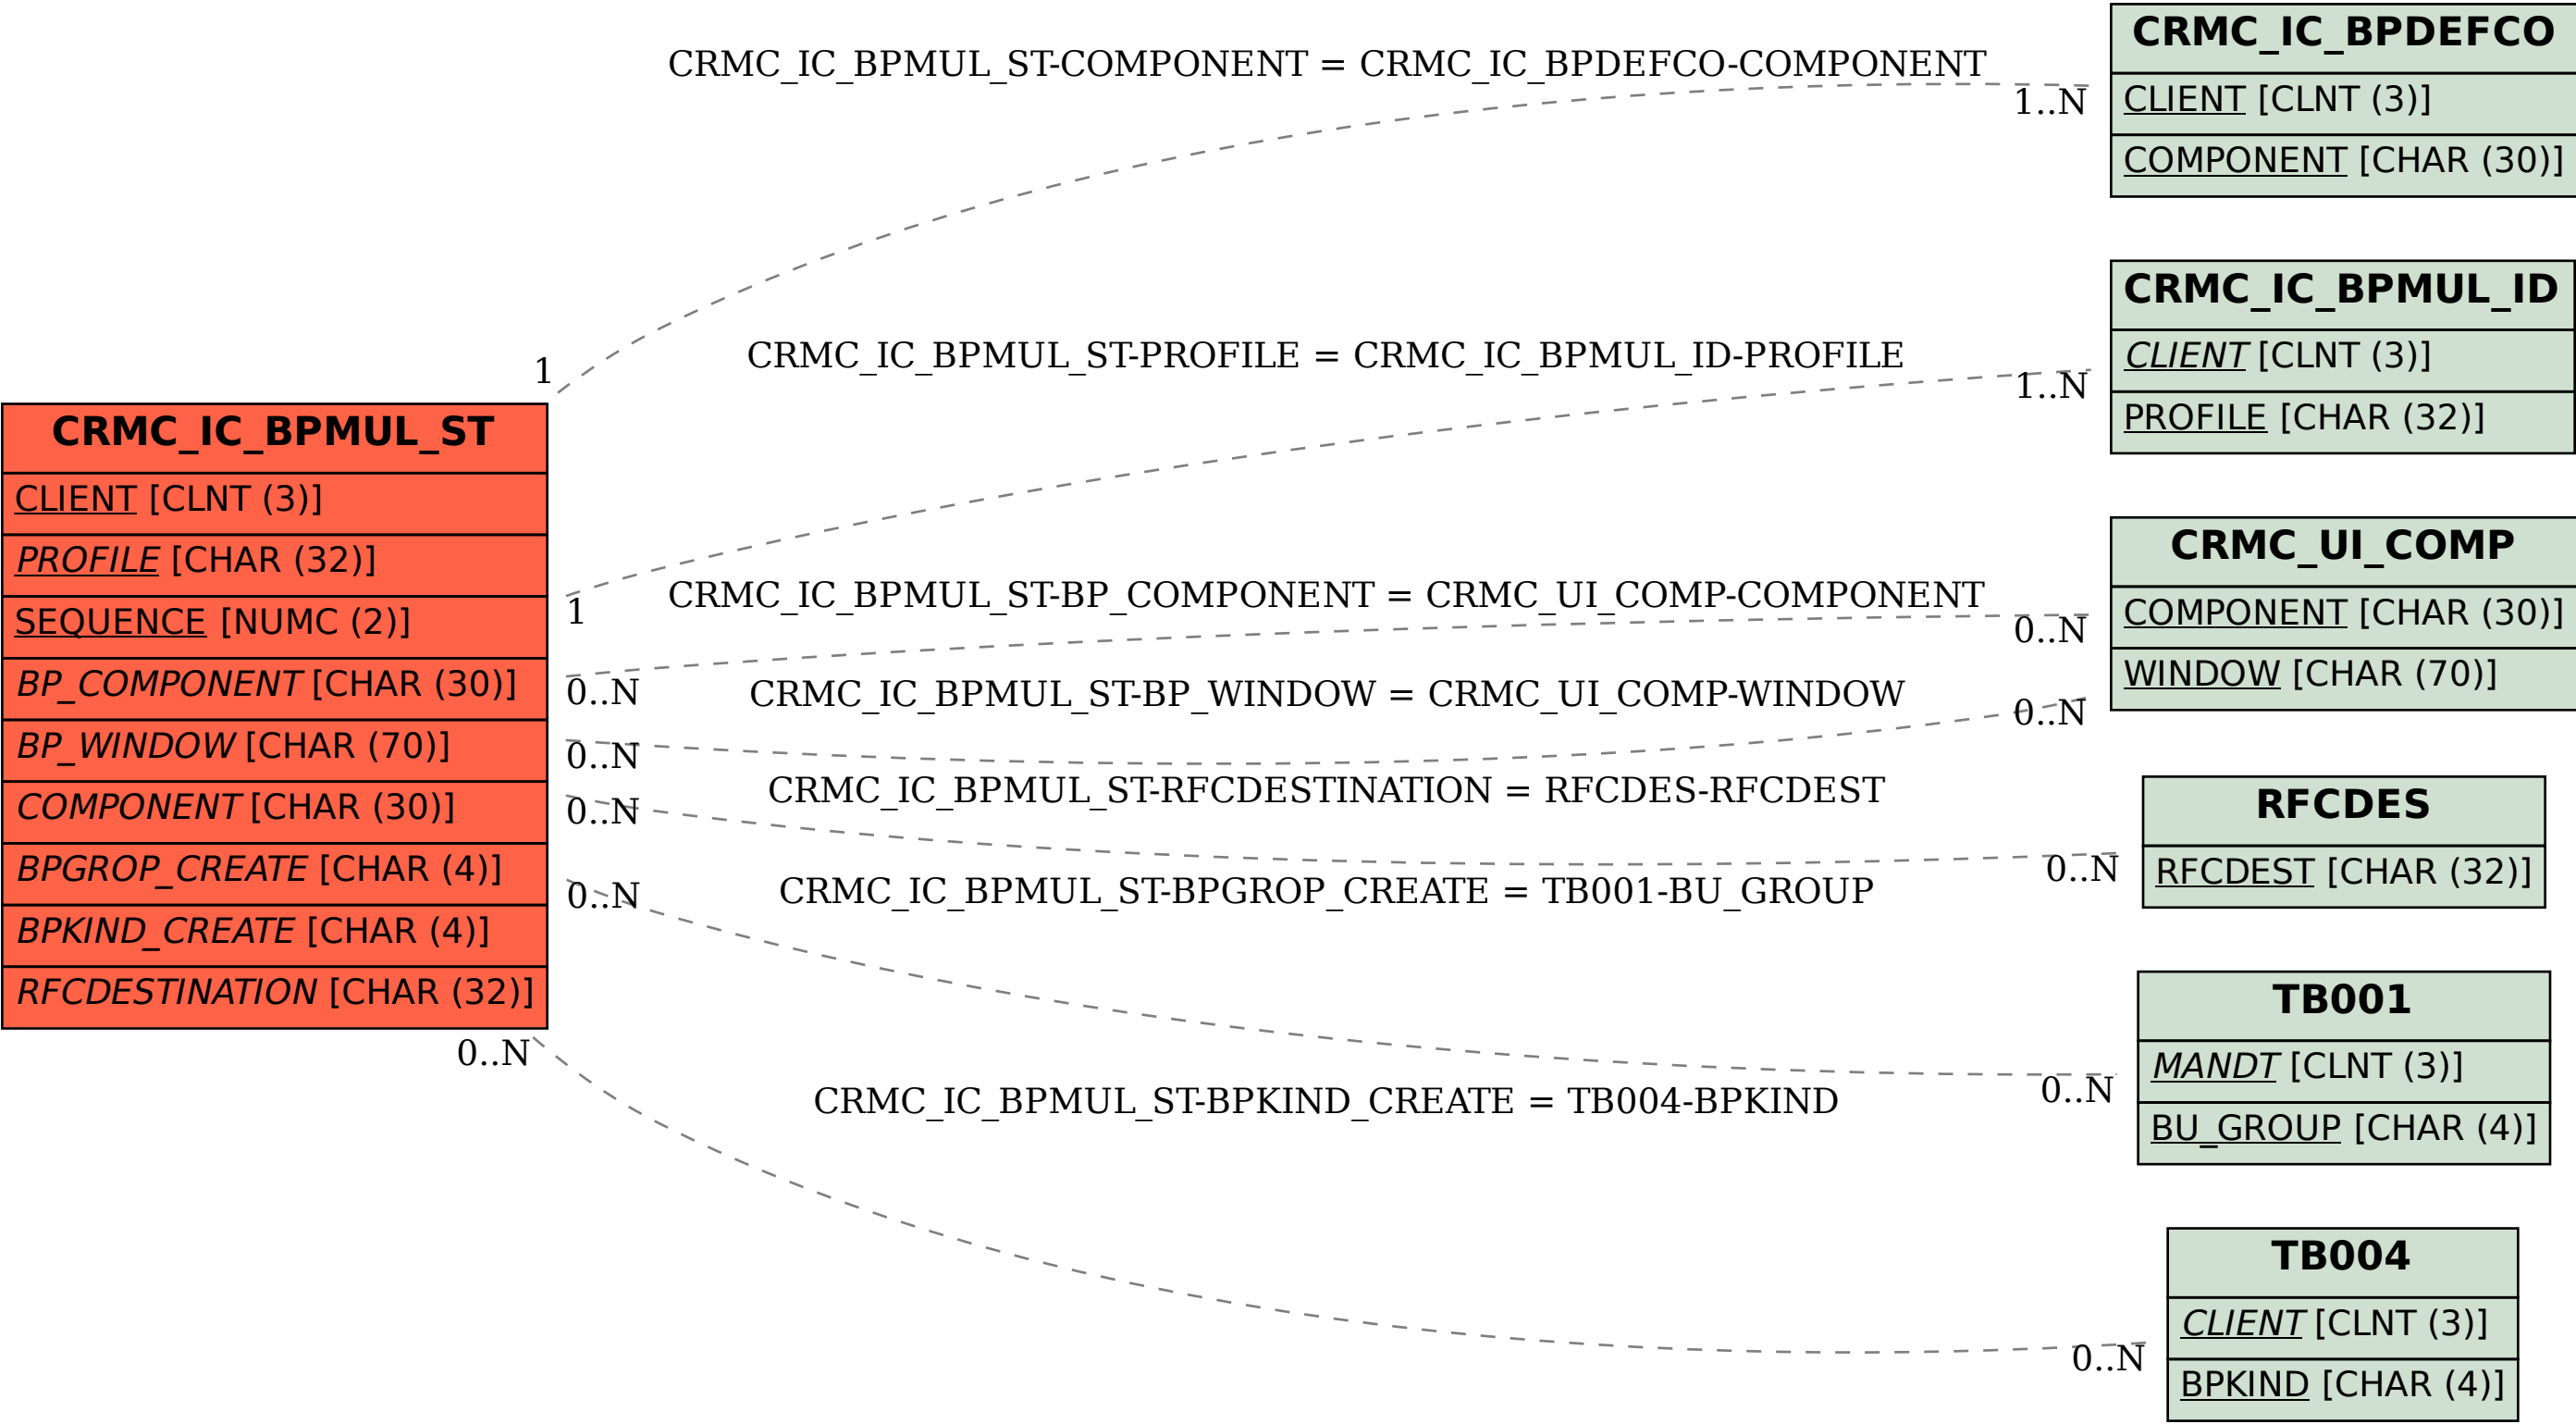 CRMC_IC_BPMUL_ST
CLIENT [CLNT (3)]
PROFILE [CHAR (32)]
SEQUENCE [NUMC (2)]
BP_COMPONENT [CHAR (30)]
BP_WINDOW [CHAR (70)]
COMPONENT [CHAR (30)]
BPGROP_CREATE [CHAR (4)]
BPKIND_CREATE [CHAR (4)]
RFCDESTINATION [CHAR (32)]
CRMC_IC_BPMUL_ST-COMPONENT = CRMC_IC_BPDEFCO-COMPONENT
1
1..N
CRMC_IC_BPMUL_ST-PROFILE = CRMC_IC_BPMUL_ID-PROFILE
1
1..N
CRMC_IC_BPMUL_ST-BP_COMPONENT = CRMC_UI_COMP-COMPONENT
0..N
0..N
CRMC_IC_BPMUL_ST-BP_WINDOW = CRMC_UI_COMP-WINDOW
0..N
0..N
CRMC_IC_BPMUL_ST-RFCDESTINATION = RFCDES-RFCDEST
0..N
0..N
CRMC_IC_BPMUL_ST-BPGROP_CREATE = TB001-BU_GROUP
0..N
0..N
CRMC_IC_BPMUL_ST-BPKIND_CREATE = TB004-BPKIND
0..N
0..N
CRMC_IC_BPDEFCO
CLIENT [CLNT (3)]
COMPONENT [CHAR (30)]
CRMC_IC_BPMUL_ID
CLIENT [CLNT (3)]
PROFILE [CHAR (32)]
CRMC_UI_COMP
COMPONENT [CHAR (30)]
WINDOW [CHAR (70)]
RFCDES
RFCDEST [CHAR (32)]
TB001
MANDT [CLNT (3)]
BU_GROUP [CHAR (4)]
TB004
CLIENT [CLNT (3)]
BPKIND [CHAR (4)]